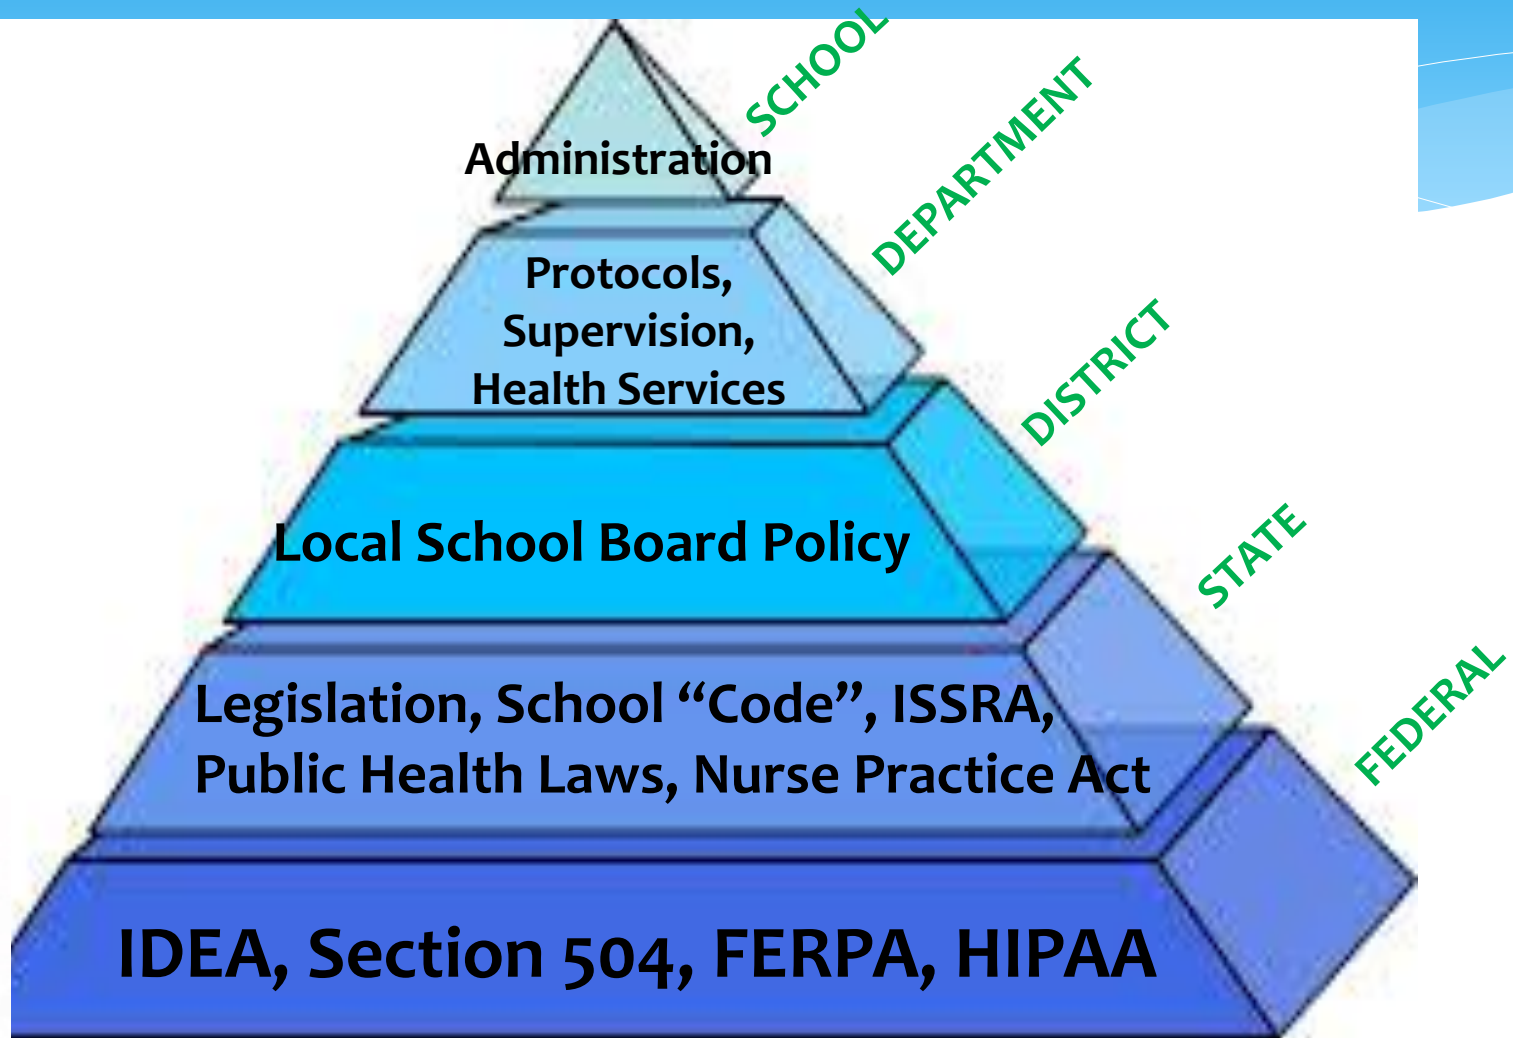 SCHOOL
Administration
DEPARTMENT
Protocols,
Supervision,
Health Services
DISTRICT
Local School Board Policy
STATE
Legislation, School “Code”, ISSRA,
Public Health Laws, Nurse Practice Act
FEDERAL
IDEA, Section 504, FERPA, HIPAA